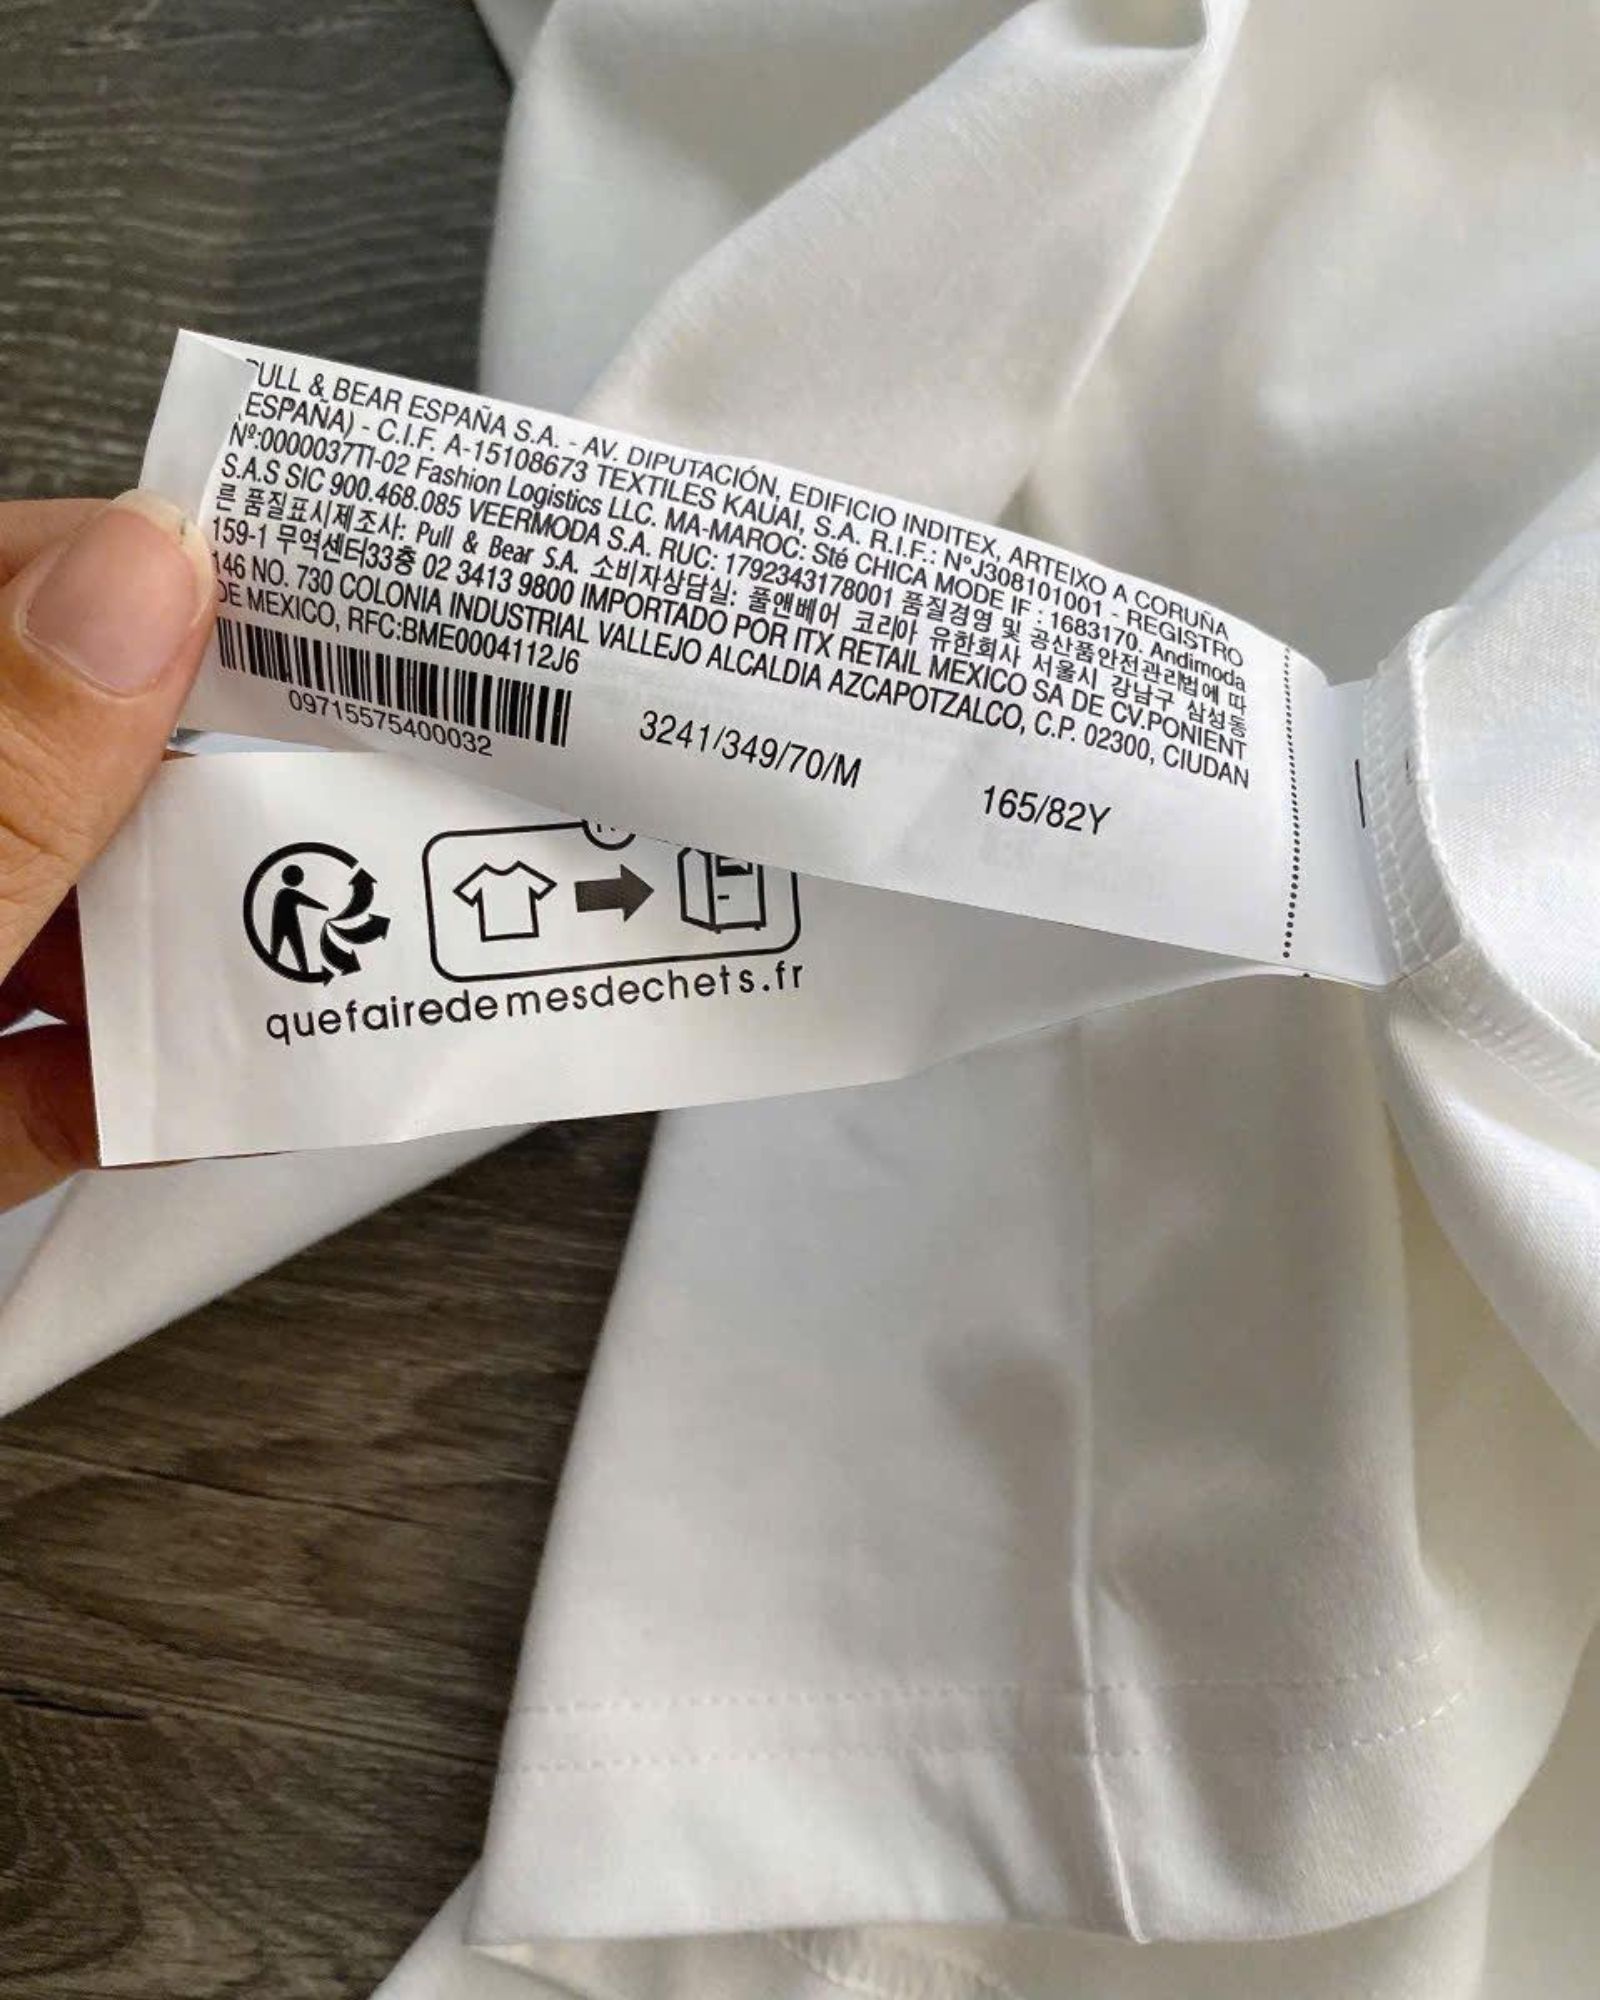 PULL & BEAR ESPAÑA S.A. - AV. DIPUTACIÓN, EDIFICIO INDITEX, ARTEIXO A CORUÑA
(ESPAÑA) - C.I.F. A-15108673 TEXTILES KAUAI, S.A. R.I.F.: NºJ308101001 - REGISTRO
Nº:0000037TI-02 Fashion Logistics LLC. MA-MAROC: Sté CHICA MODE IF : 1683170. Andimoda
S.A.S SIC 900.468.085 VEERMODA S.A. RUC: 1792343178001 품질경영 및 공산품안전관리법에 따
른 품질표시제조사: Pull & Bear S.A. 소비자상담실: 풀앤베어 코리아 유한회사 서울시 강남구 삼성동
159-1 무역센터33층 02 3413 9800 IMPORTADO POR ITX RETAIL MEXICO SA DE CV.PONIENT
146 NO. 730 COLONIA INDUSTRIAL VALLEJO ALCALDIA AZCAPOTZALCO, C.P. 02300, CIUDAN
DE MEXICO, RFC:BME0004112J6
09715575400032
3241/349/70/M
165/82Y
quefairedemesdechets.fr